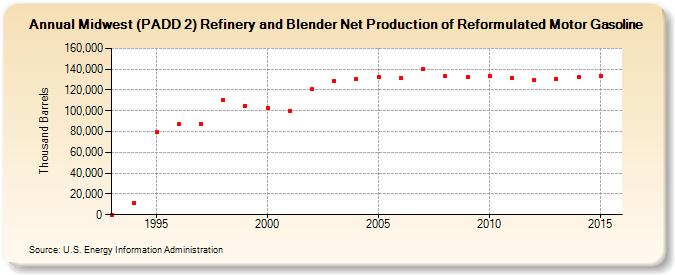 Annual Midwest (PADD 2) Refinery and Blender Net Production of Reformulated Motor Gasoline
Thousand Barrels
160,000
140,000
120,000
100,000
80,000
60,000
40,000
20,000
0
1995 2000 2005 2010 2015
Source: U.S. Energy Information Administration